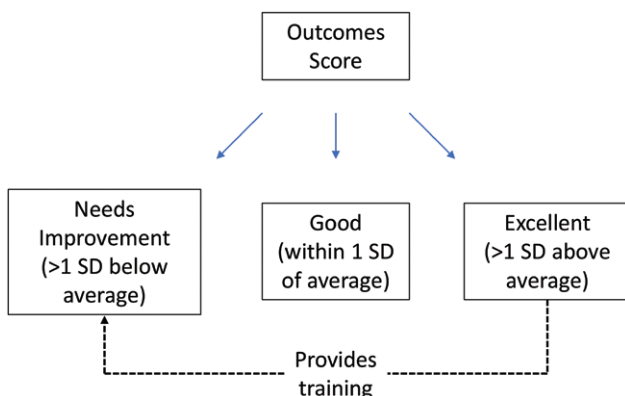 Outcomes
Score
Needs
Improvement
(>1 SD below
average)
Good
(within 1 SD
of average)
Excellent
(>1 SD above
average)
Provides
training